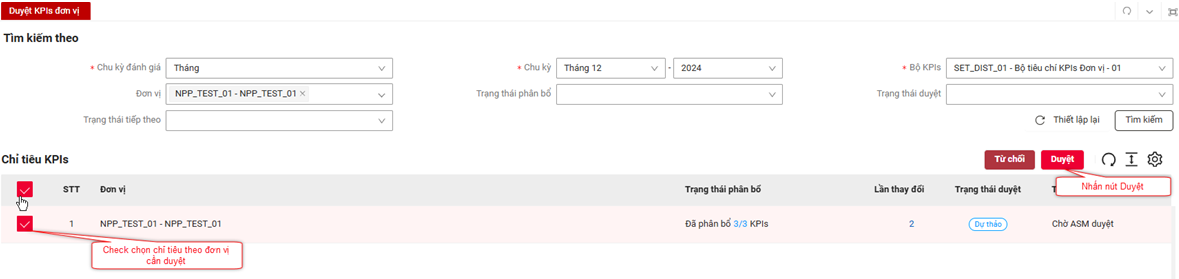 Duyệt KPIs đơn vị
Tìm kiếm theo
* Chu kỳ đánh giá Tháng * Chu kỳ Tháng 12 - 2024 * Bộ KPIs SET_DIST_01 - Bộ tiêu chí KPIs Đơn vị - 01
Đơn vị NPP_TEST_01 - NPP_TEST_01 × Trạng thái phân bổ Trạng thái duyệt
Trạng thái tiếp theo Thiết lập lại Tìm kiếm
Chỉ tiêu KPIs Từ chối Duyệt
STT Đơn vị Trạng thái phân bổ Lần thay đổi Trạng thái duyệt
Nhấn nút Duyệt
1 NPP_TEST_01 - NPP_TEST_01 Đã phân bổ 3/3 KPIs 2 Dự thảo Chờ ASM duyệt
Check chọn chỉ tiêu theo đơn vị
cần duyệt